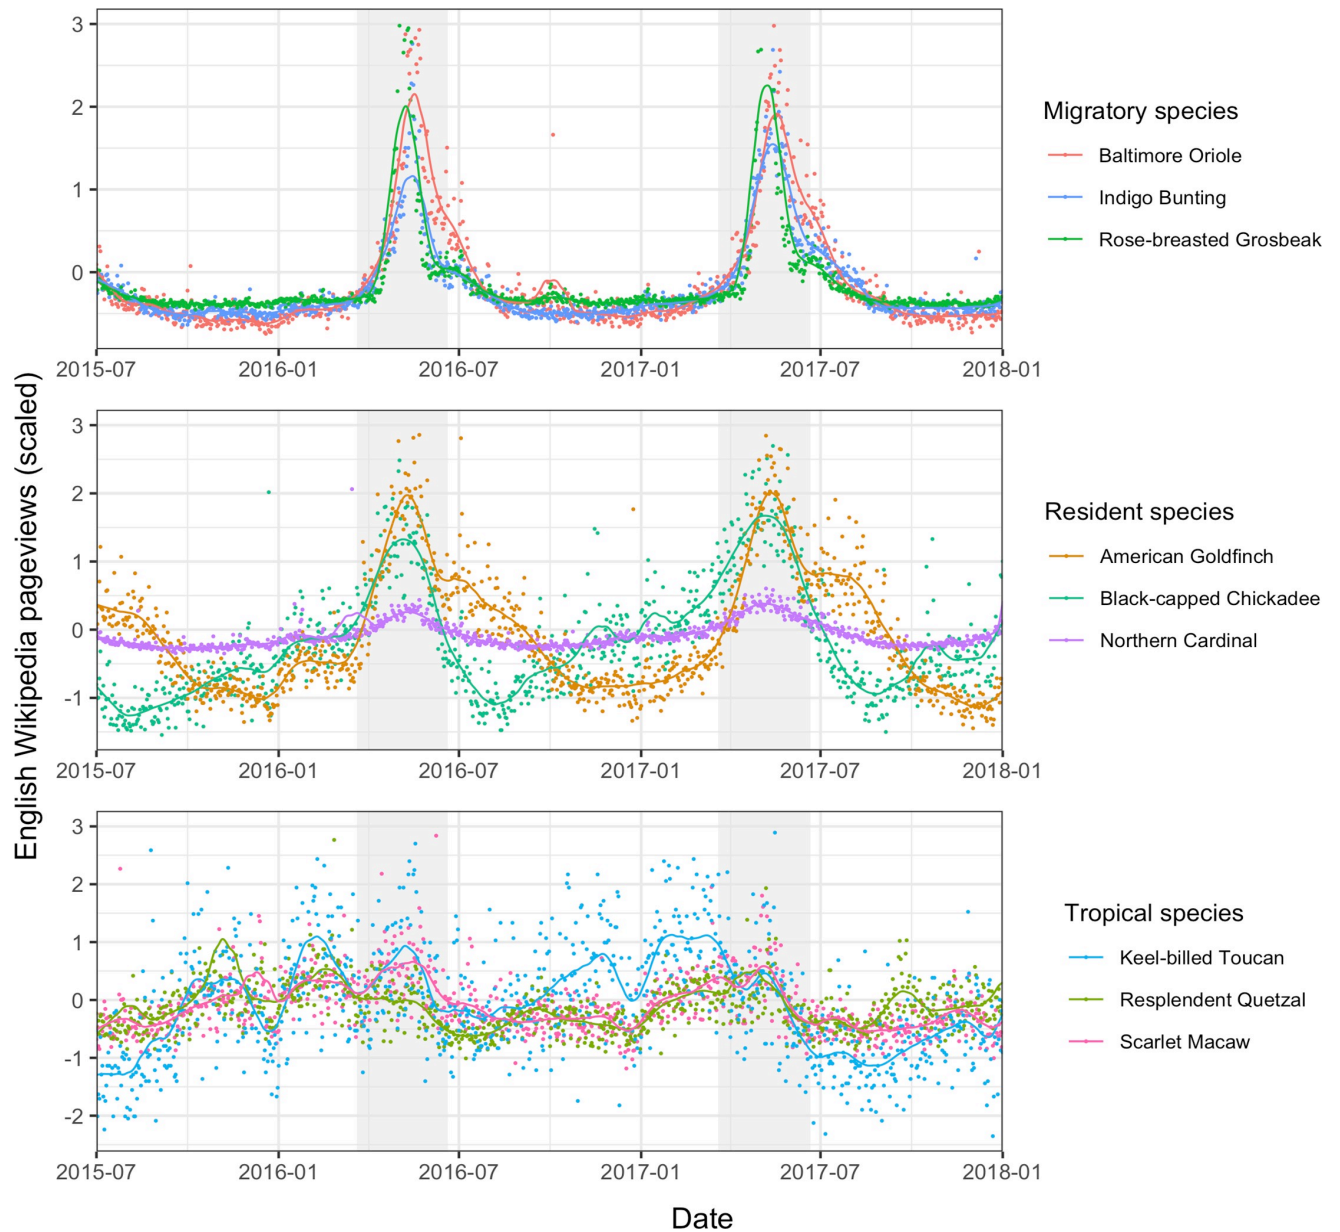 English Wikipedia pageviews (scaled)
3
2
1
0
2015-07 2016-01 2016-07 2017-01 2017-07 2018-01
Migratory species
Baltimore Oriole
Indigo Bunting
Rose-breasted Grosbeak
3
2
1
0
-1
2015-07 2016-01 2016-07 2017-01 2017-07 2018-01
Resident species
American Goldfinch
Black-capped Chickadee
Northern Cardinal
3
2
1
0
-1
-2
2015-07 2016-01 2016-07 2017-01 2017-07 2018-01
Tropical species
Keel-billed Toucan
Resplendent Quetzal
Scarlet Macaw
Date